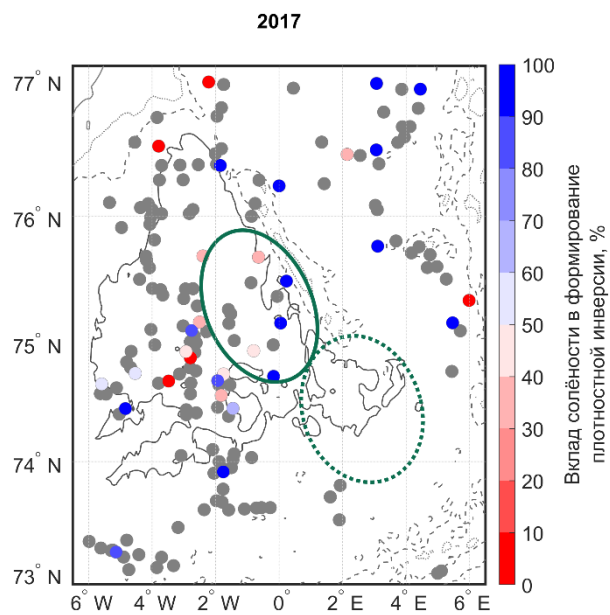 2017
77° N
76° N
75° N
74° N
73° N
6° W
4° W
2° W
0°
2° E
4° E
6° E
100
90
80
70
60
50
40
30
20
10
0
Вклад солёности в формирование
плотностной инверсии, %